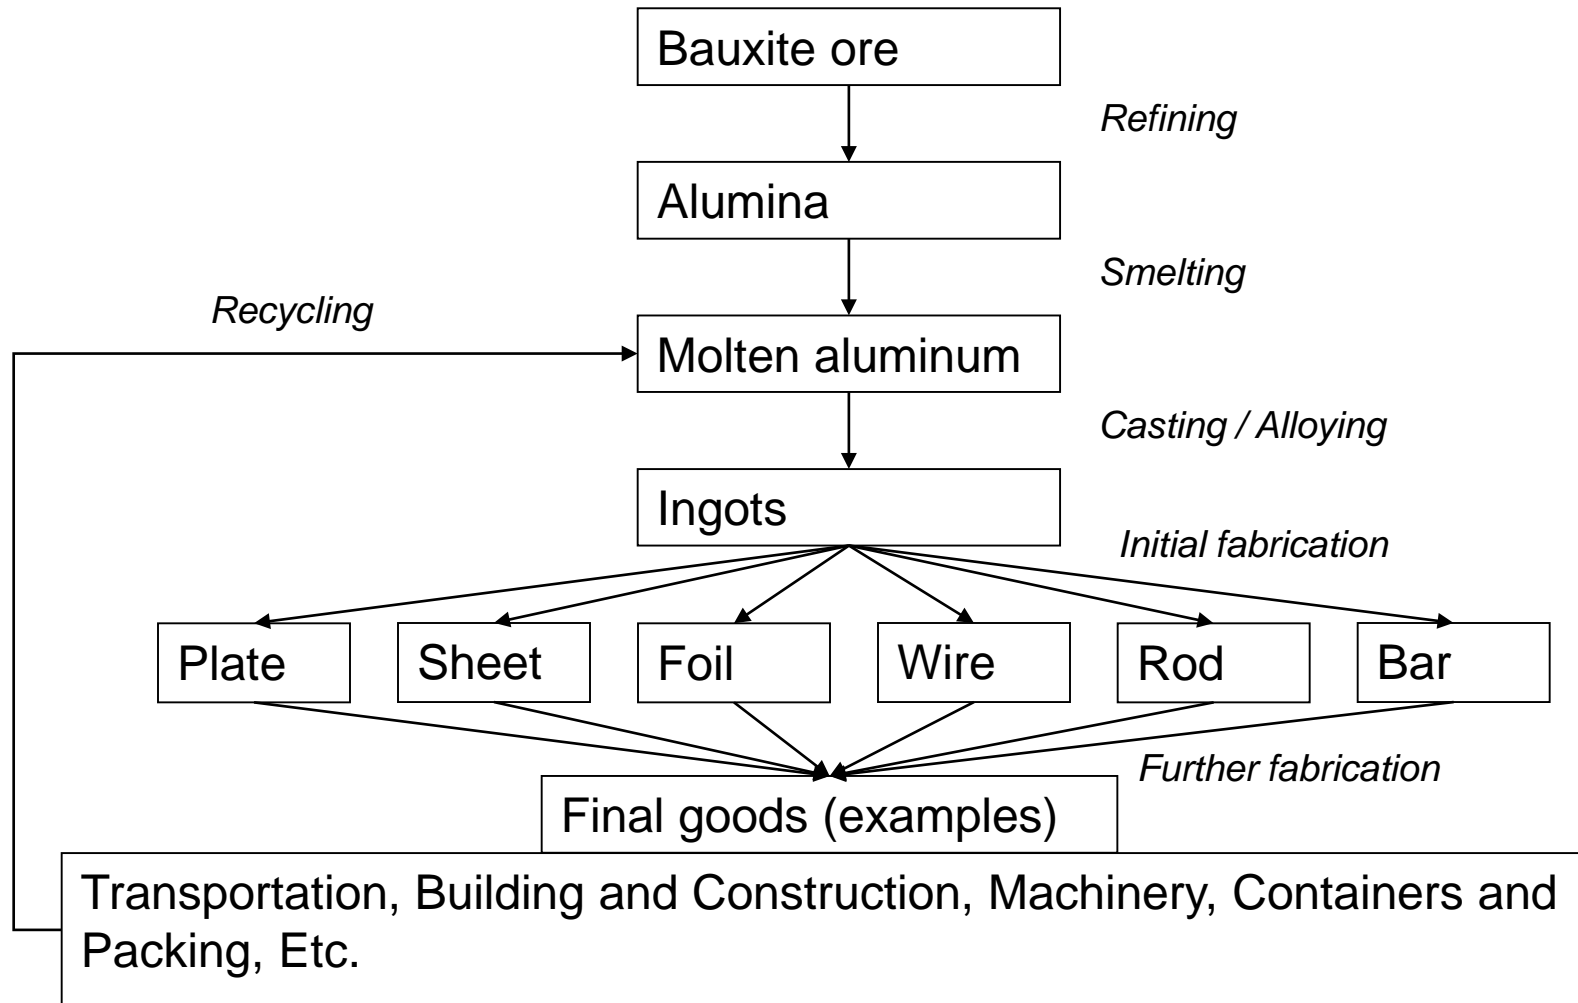 Bauxite ore
Refining
Alumina
Smelting
Recycling
Molten aluminum
Casting / Alloying
Ingots
Initial fabrication
Plate
Sheet
Foil
Wire
Rod
Bar
Further fabrication
Final goods (examples)
Transportation, Building and Construction, Machinery, Containers and
Packing, Etc.